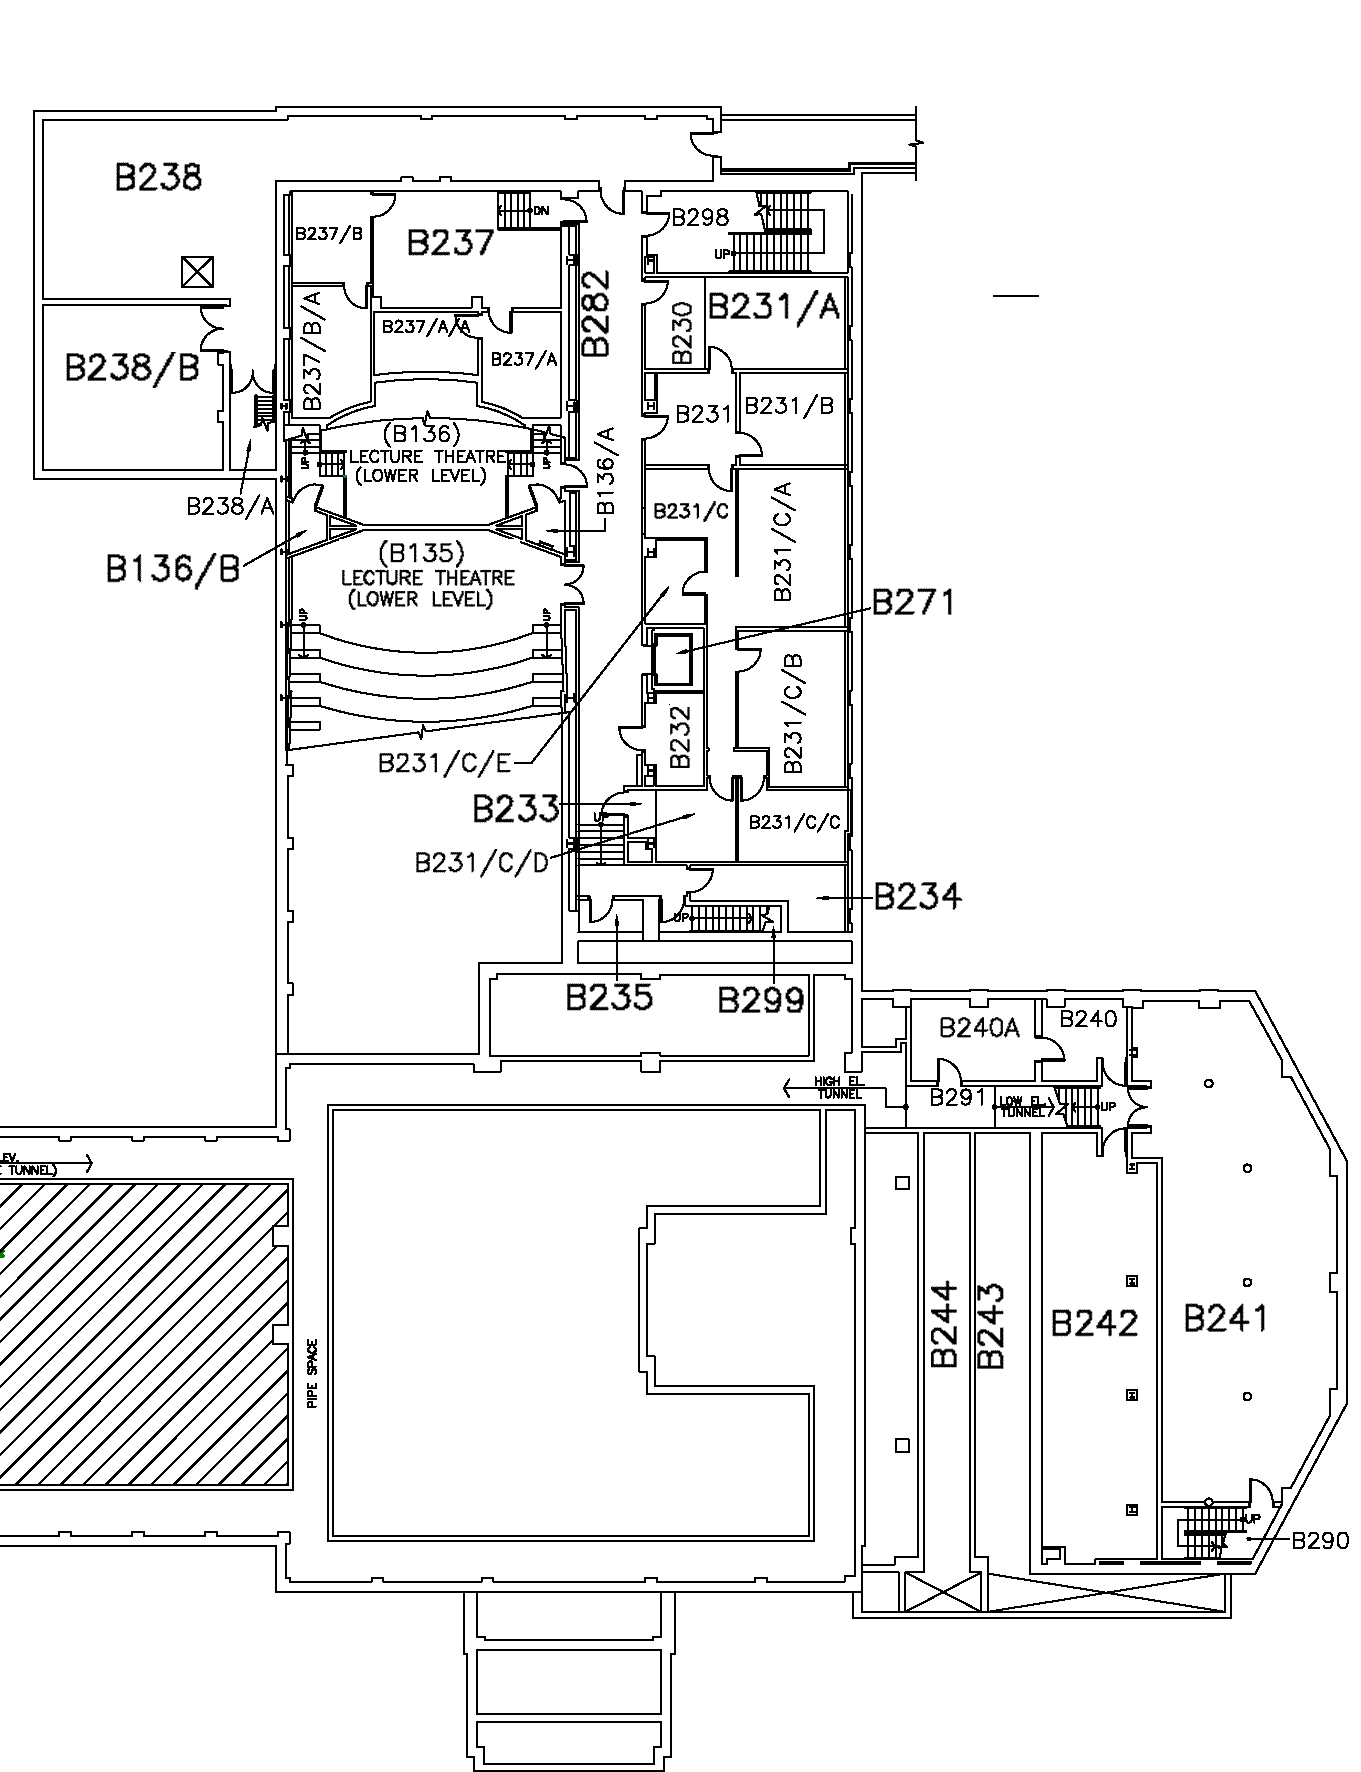 B238
B298
DN
B237/B
B237
UP
B282
B237/B/A
B230
B231/A
B237/A/A
B237/A
B238/B
B231
B231/B
(B136)
LECTURE THEATRE
(LOWER LEVEL)
UP
UP
B136/A
B238/A
B231/C
B231/C/A
B136/B
(B135)
LECTURE THEATRE
(LOWER LEVEL)
UP
UP
B271
B231/C/B
B232
B231/C/E
B233
UP
B231/C/C
B231/C/D
B234
UP
B235
B299
B240A
B240
HIGH EL
TUNNEL
B291
LOW EL
TUNNEL
UP
TUNNEL)
B244
B243
B242
B241
PIPE SPACE
UP
B290